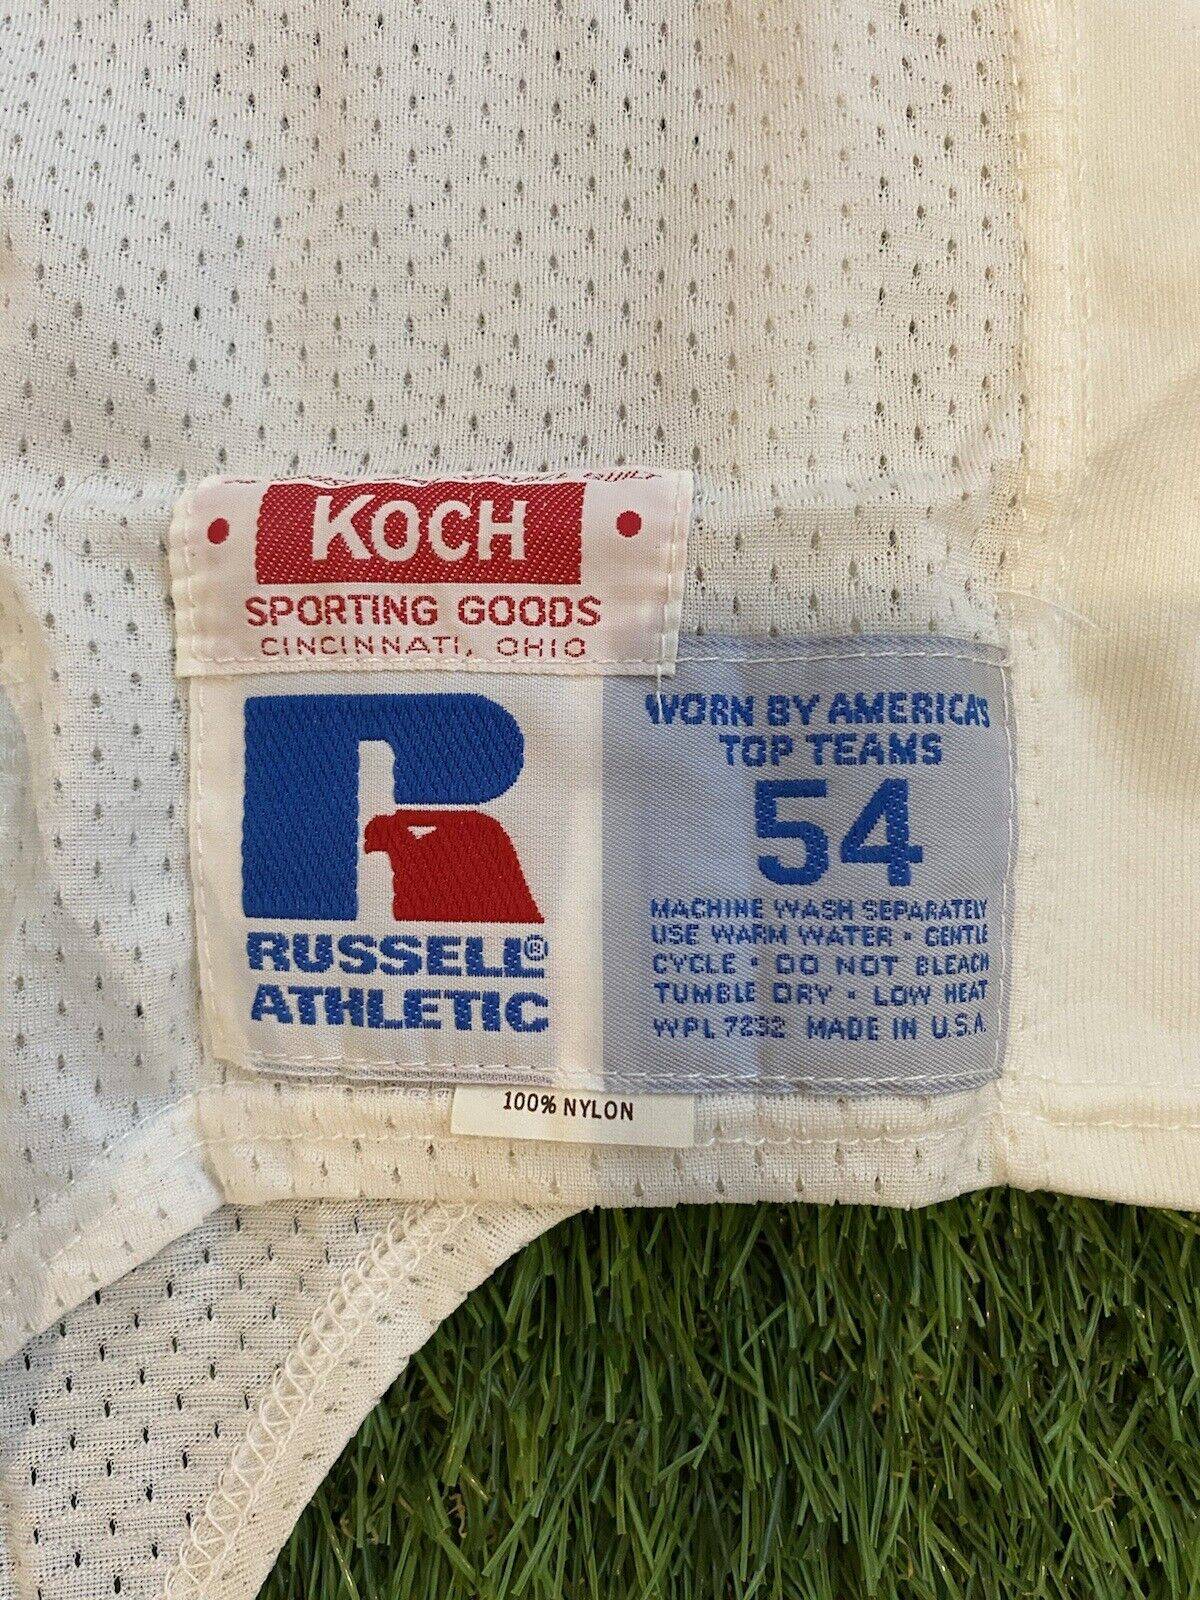 KOCH
SPORTING GOODS
CINCINNATI, OHIO
RUSSELL®
ATHLETIC
WORN BY AMERICA'S
TOP TEAMS
54
MACHINE WASH SEPARATELY
USE WARM WATER • GENTLE
CYCLE • DO NOT BLEACH
TUMBLE DRY • LOW HEAT
WPL 7232 MADE IN U.S.A.
100% NYLON